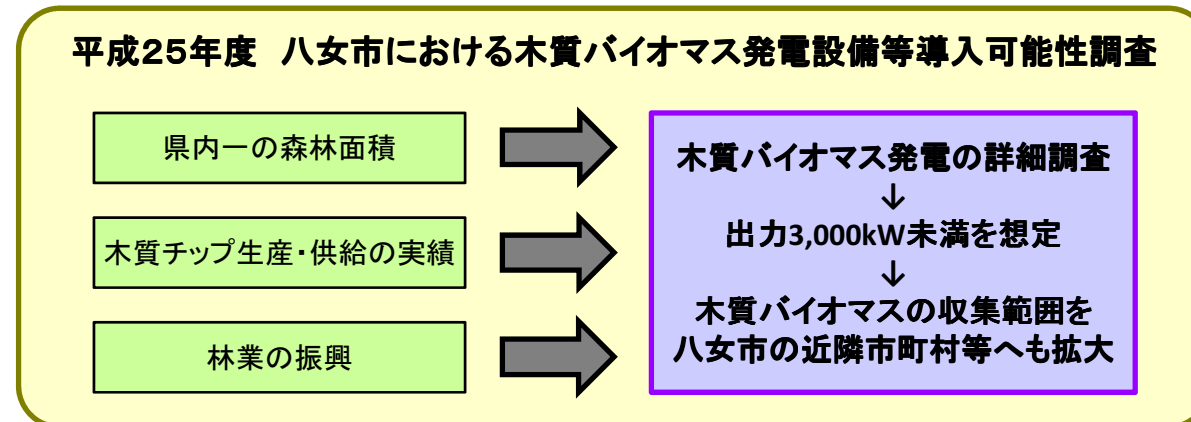 平成25年度 八女市における木質バイオマス発電設備等導入可能性調査
県内一の森林面積
木質チップ生産・供給の実績
林業の振興
木質バイオマス発電の詳細調査
↓
出力3,000kW未満を想定
↓
木質バイオマスの収集範囲を
八女市の近隣市町村等へも拡大